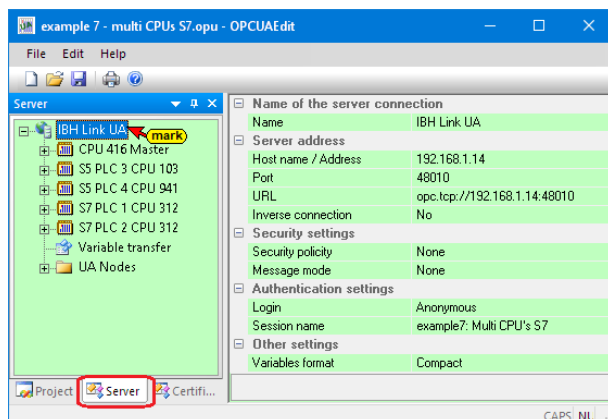 example 7 - multi CPUs S7.opu - OPCUAEdit
File Edit Help
Server
IBH Link UA
mark
CPU 416 Master
S5 PLC 3 CPU 103
S5 PLC 4 CPU 941
S7 PLC 1 CPU 312
S7 PLC 2 CPU 312
Variable transfer
UA Nodes
Project Server Certifi...
Name of the server connection
Name IBH Link UA
Server address
Host name / Address 192.168.1.14
Port 48010
URL opc.tcp://192.168.1.14:48010
Inverse connection No
Security settings
Security policity None
Message mode None
Authentication settings
Login Anonymous
Session name example7: Multi CPU's S7
Other settings
Variables format Compact
CAPS NU